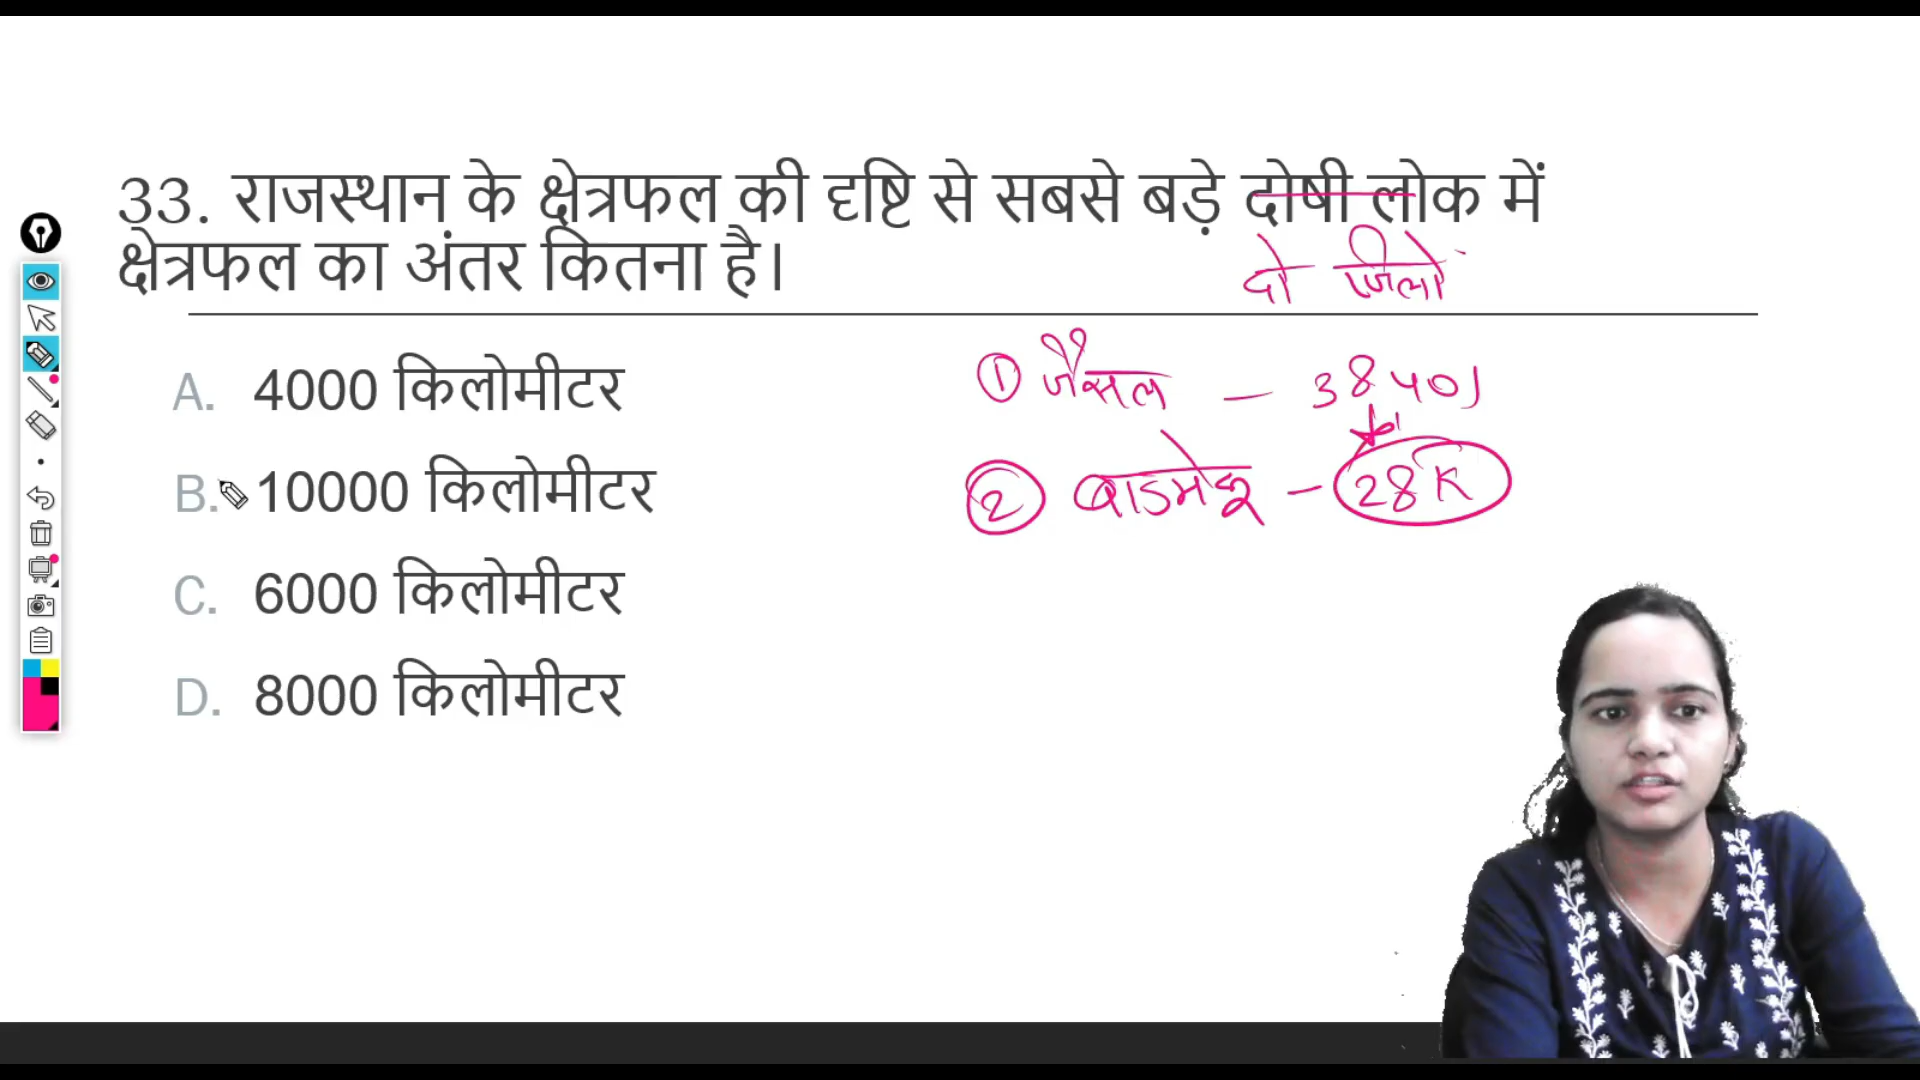 33. राजस्थान के क्षेत्रफल की दृष्टि से सबसे बड़े दोषी लोक में
क्षेत्रफल का अंतर कितना है।
दो जिलों
A. 4000 किलोमीटर
① जैसल – 38401
B. 10000 किलोमीटर
② बाडमेर – 28K
C. 6000 किलोमीटर
D. 8000 किलोमीटर